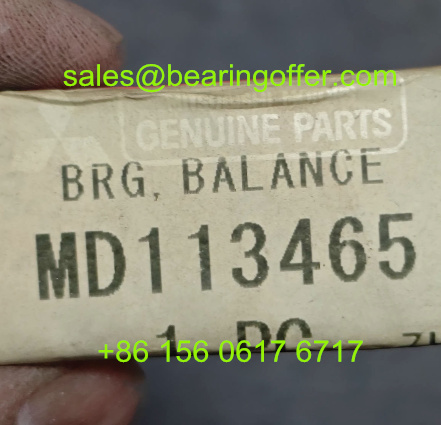 sales@bearingoffer.com
GENUINE PARTS
BRG, BALANCE
MD113465
+86 156 0617 6717